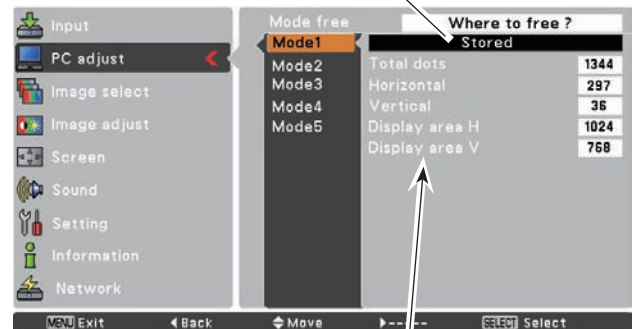 Input
PC adjust
Image select
Image adjust
Screen
Sound
Setting
Information
Network
Mode free
Mode1
Mode2
Mode3
Mode4
Mode5
Where to free ?
Stored
Total dots 1344
Horizontal 297
Vertical 36
Display area H 1024
Display area V 768
MENU Exit Back Move ----- SELECT Select